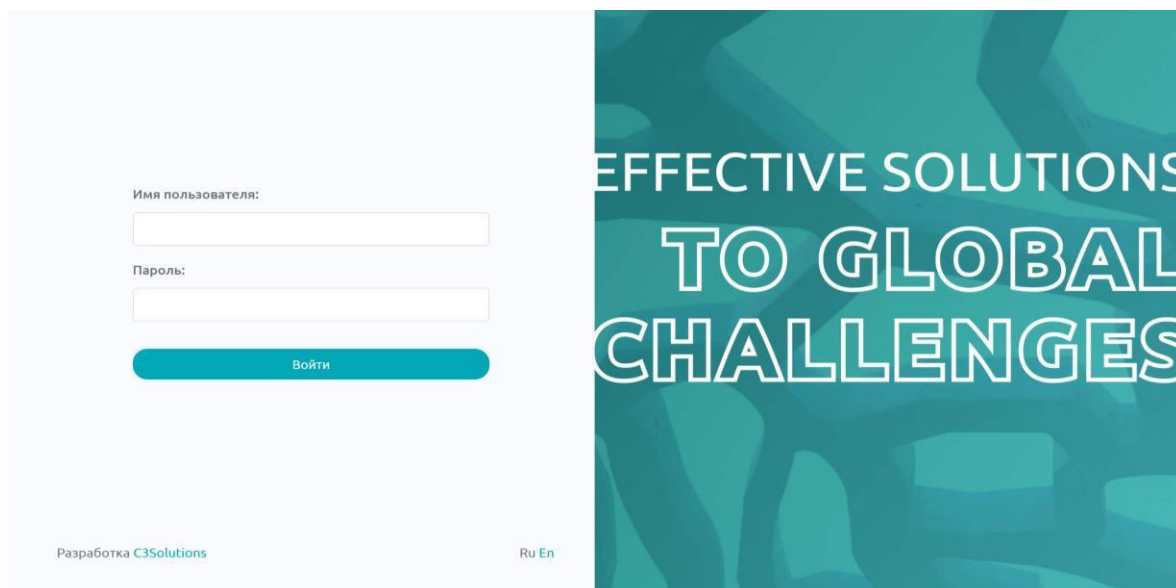 Имя пользователя:
Пароль:
Войти
Разработка C3Solutions
Ru En
EFFECTIVE SOLUTIONS
TO GLOBAL
CHALLENGES